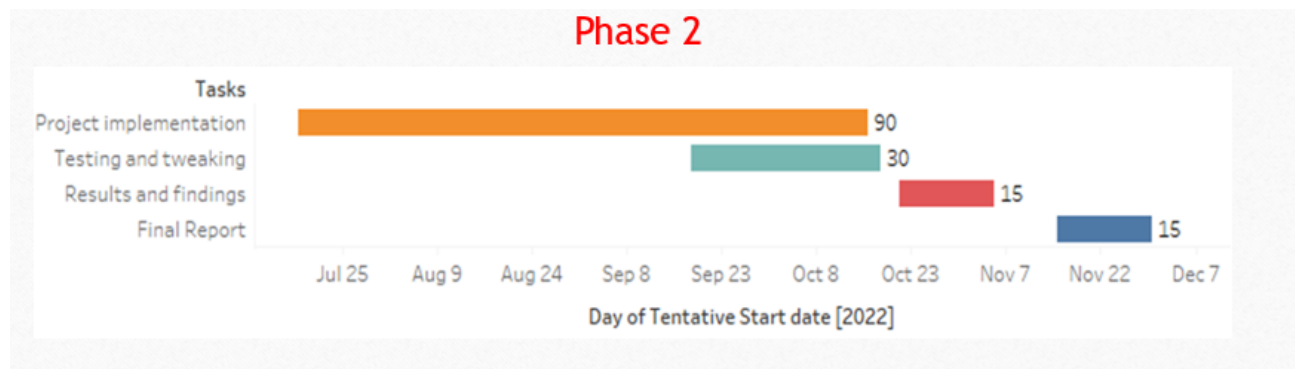 Phase 2
Tasks
Project implementation 90
Testing and tweaking 30
Results and findings 15
Final Report 15
Jul 25 Aug 9 Aug 24 Sep 8 Sep 23 Oct 8 Oct 23 Nov 7 Nov 22 Dec 7
Day of Tentative Start date [2022]